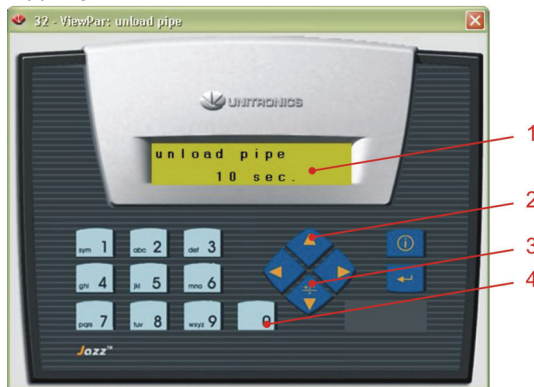 32 - ViewPar: unload pipe
UNITRONICS
unload pipe
10 sec.
1
2
3
4
sym 1 abc 2 def 3
ghi 4 jkl 5 mno 6
pqrs 7 tuv 8 wxyz 9 0
Jazz™